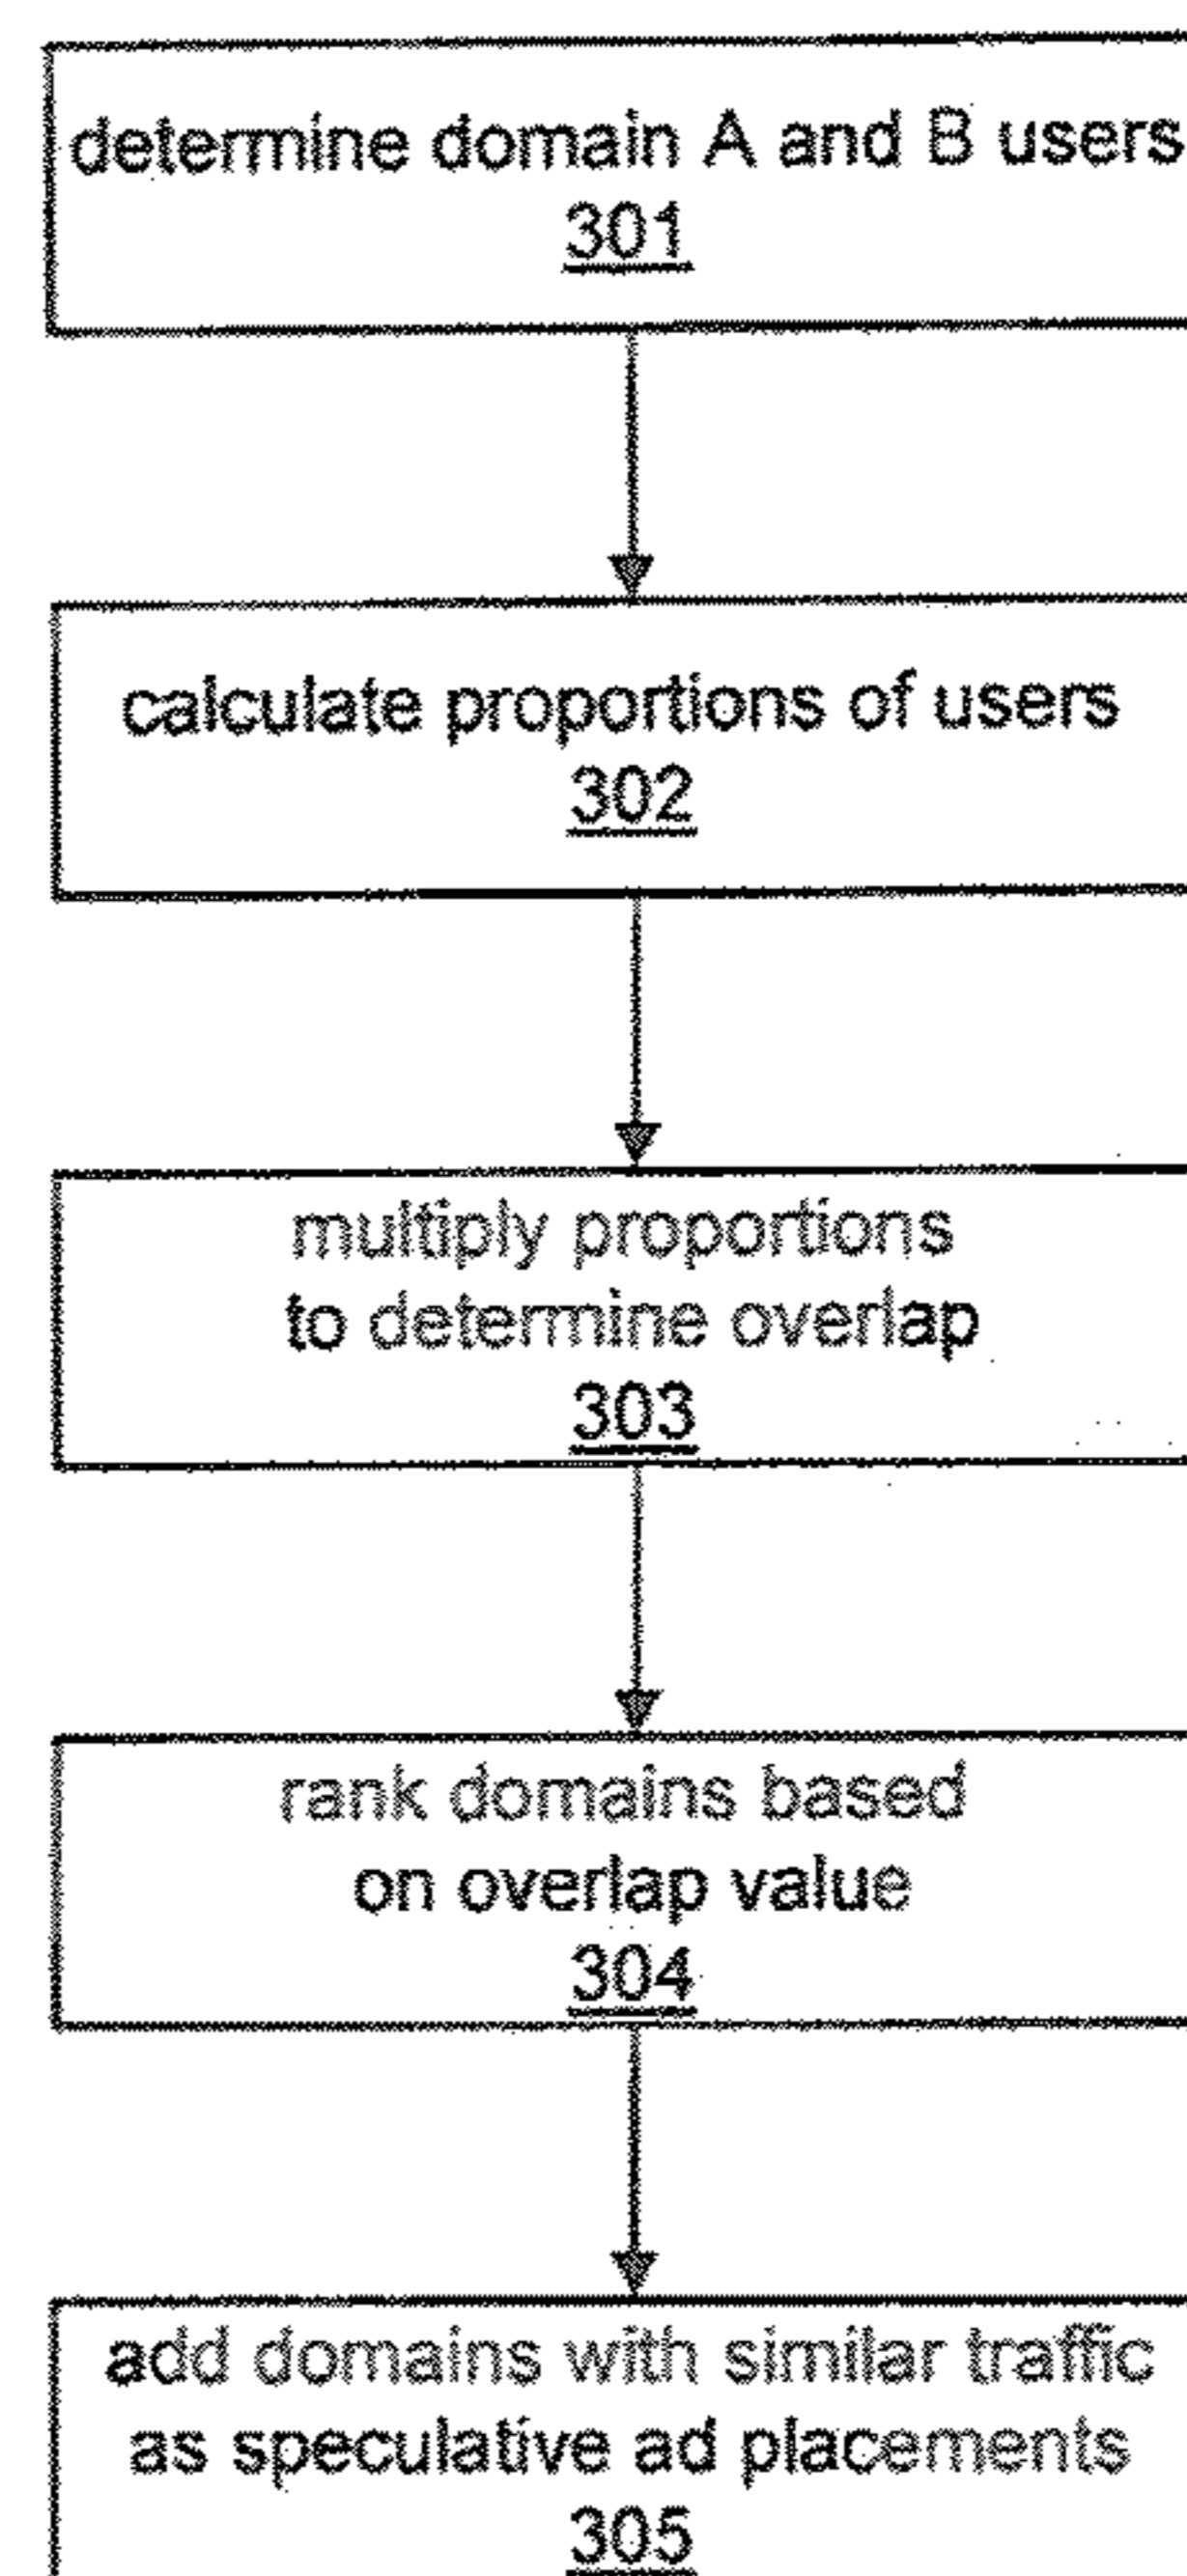 determine domain A and B users
301
calculate proportions of users
302
multiply proportions
to determine overlap
303
rank domains based
on overlap value
304
add domains with similar traffic
as speculative ad placements
305